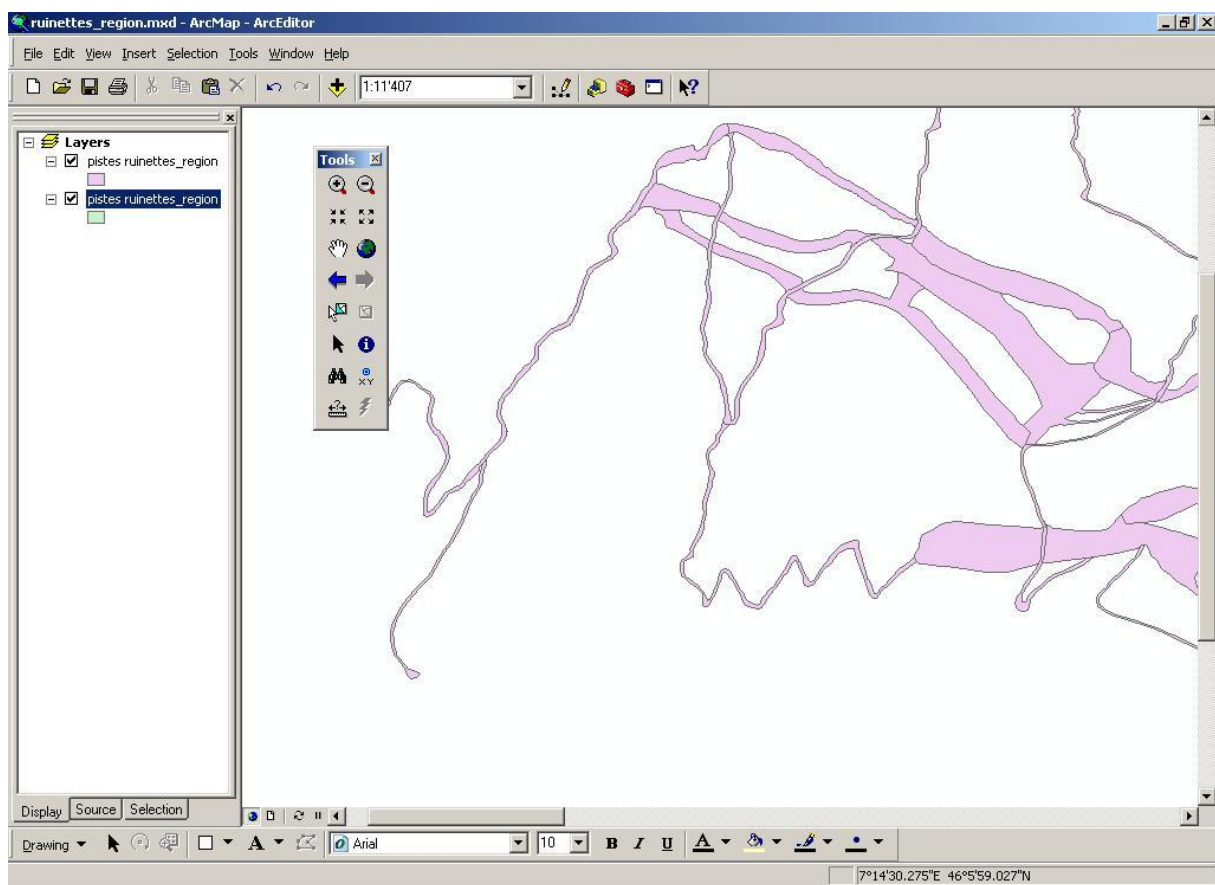 ruinettes_region.mxd - ArcMap - ArcEditor
File Edit View Insert Selection Tools Window Help
1:11'407
Layers
pistes ruinettes_region
pistes ruinettes_region
Tools
XY
Display Source Selection
Drawing A Arial 10 B I U A
7°14'30.275"E 46°5'59.027"N